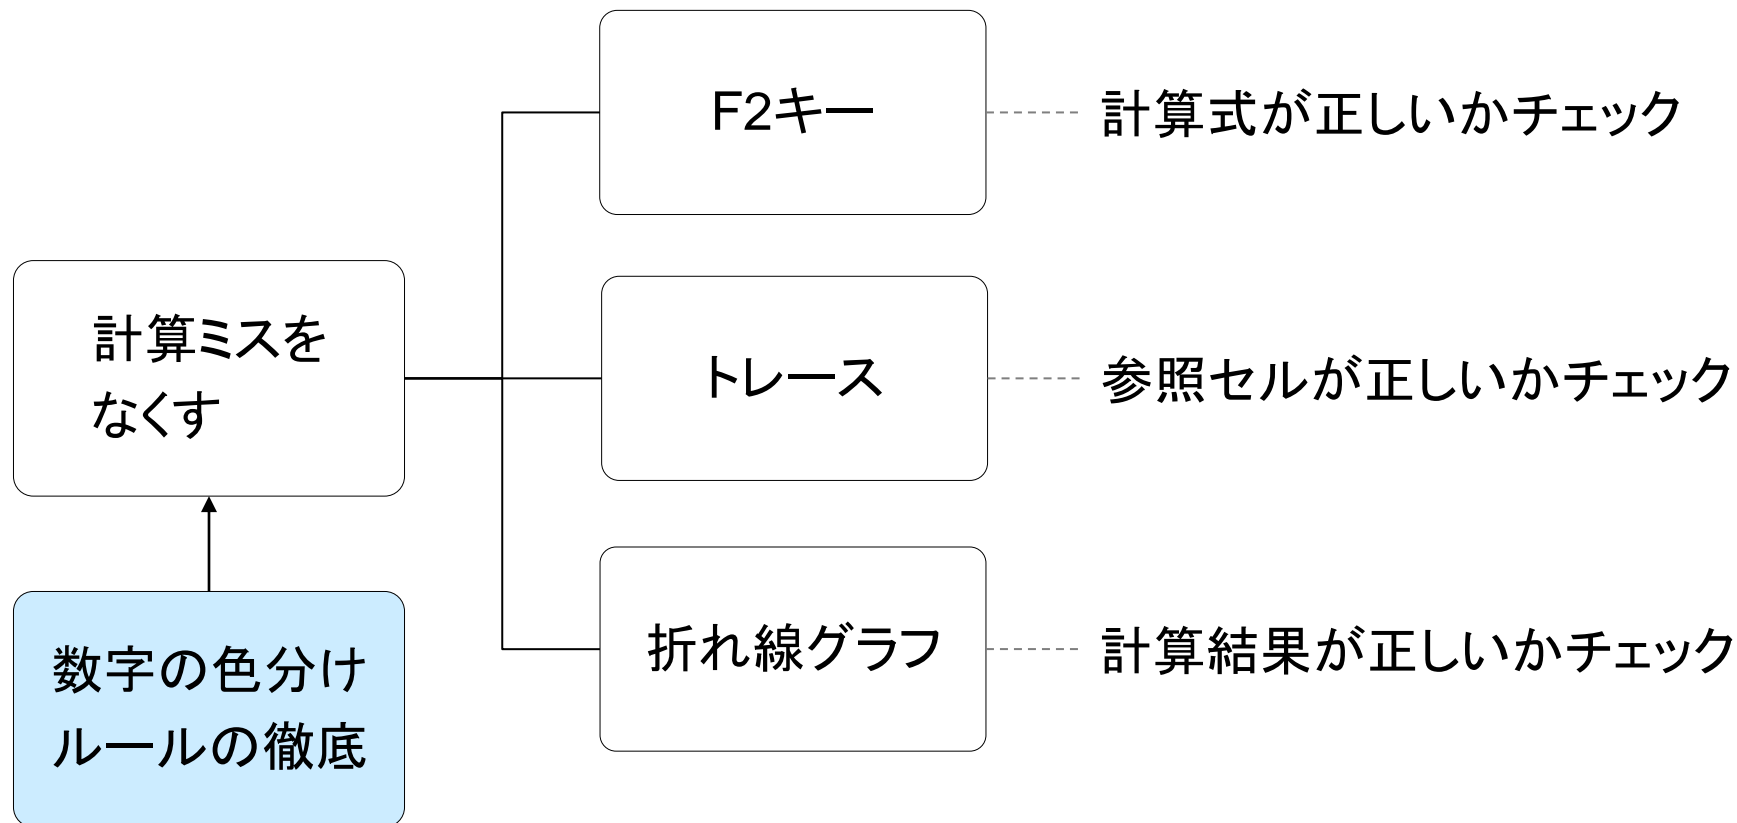 F2キー
計算式が正しいかチェック
計算ミスを
なくす
トレース
参照セルが正しいかチェック
数字の色分け
ルールの徹底
折れ線グラフ
計算結果が正しいかチェック